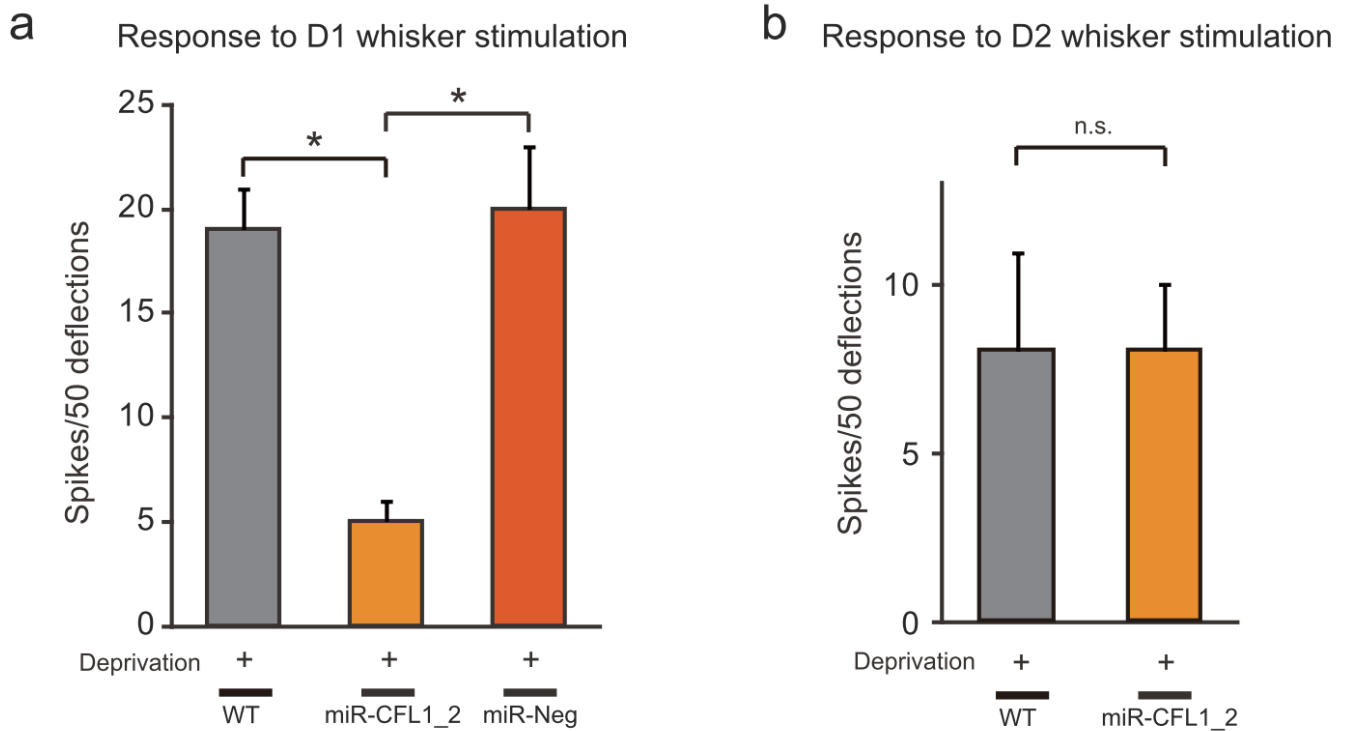 a
Response to D1 whisker stimulation
25
20
15
10
5
0
Spikes/50 deflections
*
*
Deprivation + + +
WT miR-CFL1_2 miR-Neg
b
Response to D2 whisker stimulation
n.s.
10
5
0
Spikes/50 deflections
Deprivation + +
WT miR-CFL1_2